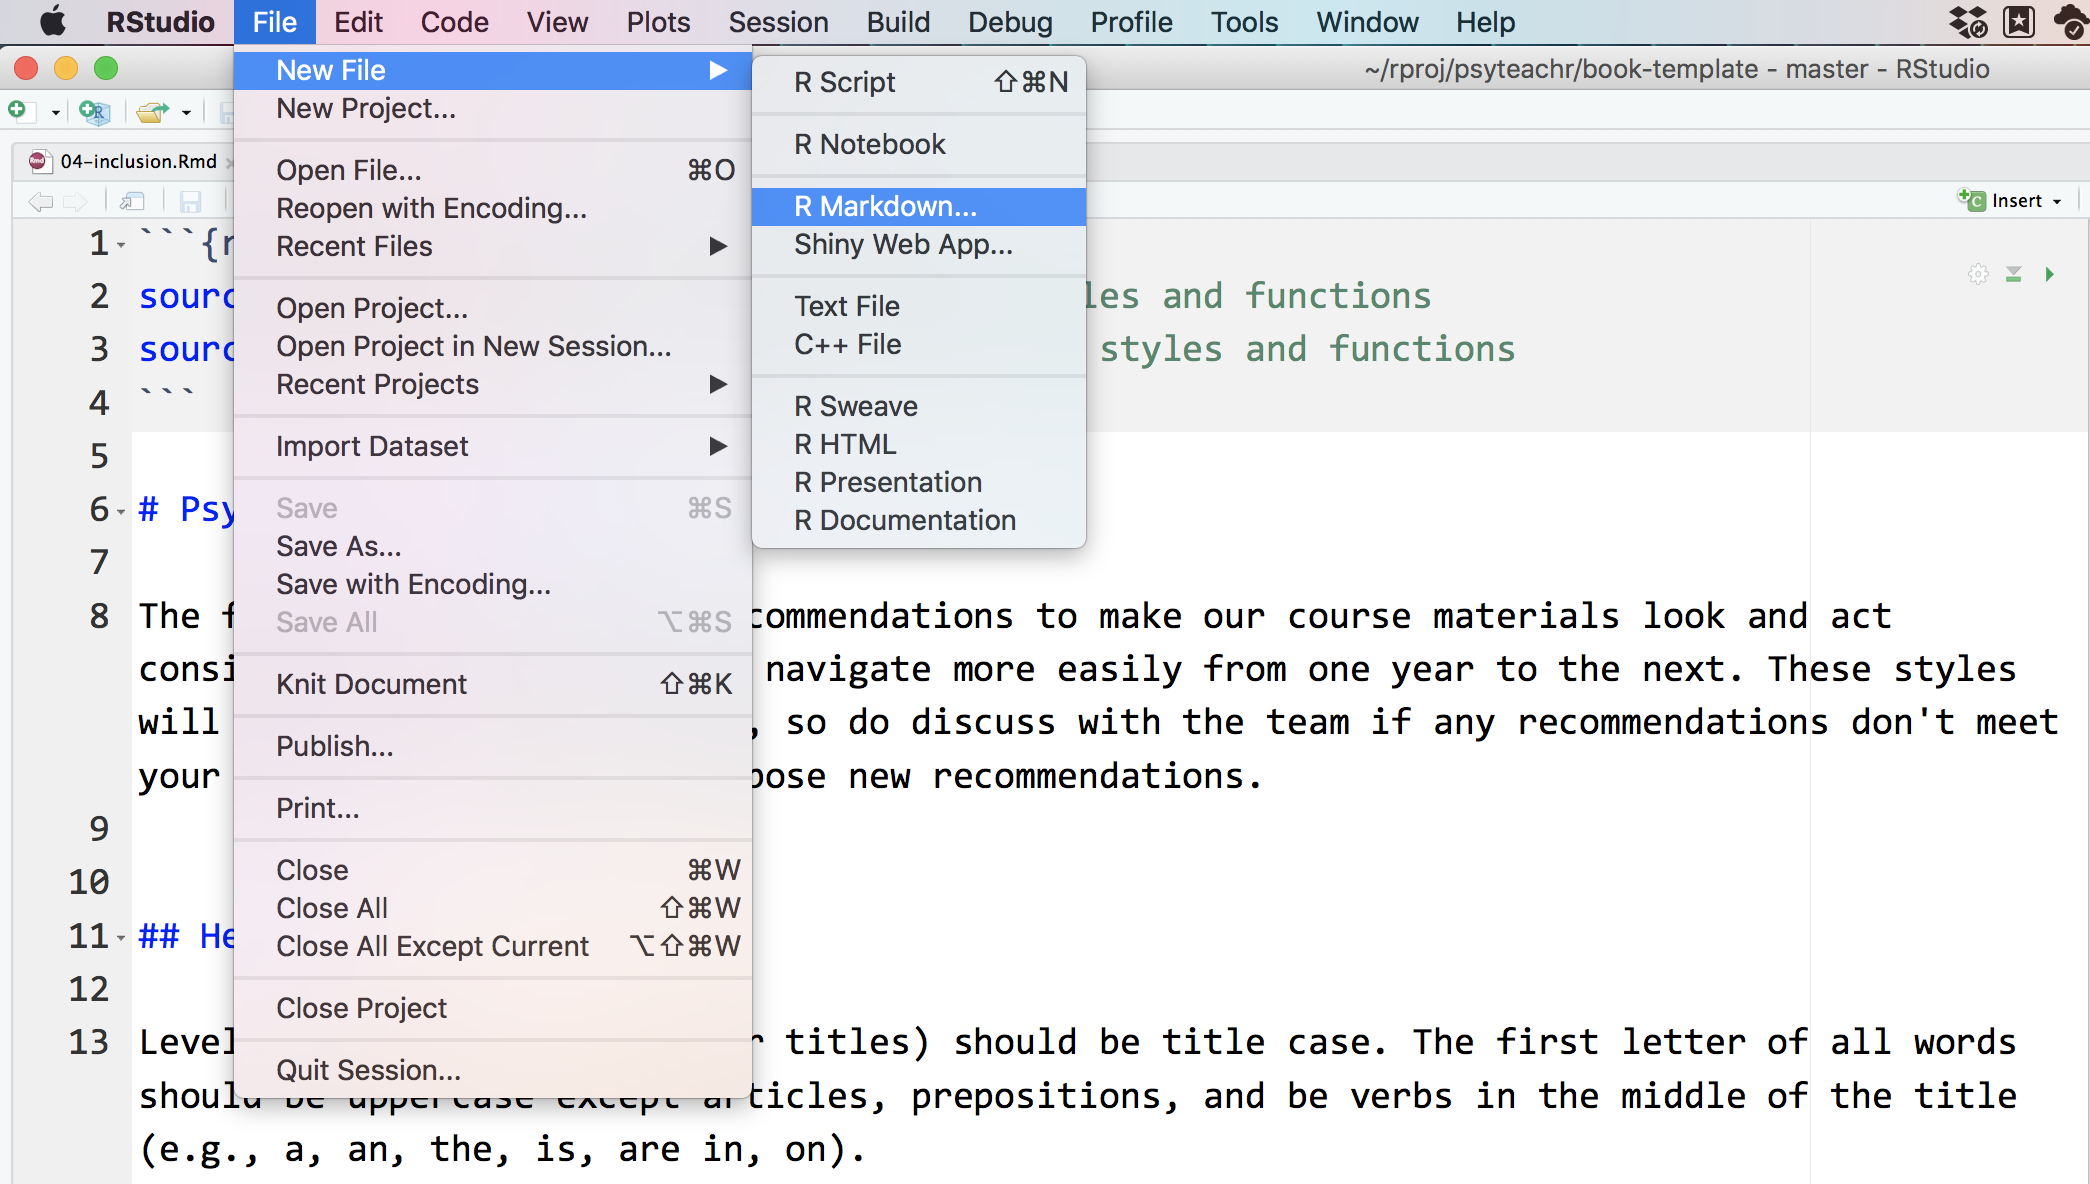 RStudio File Edit Code View Plots Session Build Debug Profile Tools Window Help
~/rproj/psyteachr/book-template - master - RStudio
New File ▶
New Project...
Open File... ⌘O
Reopen with Encoding...
Recent Files ▶
Open Project...
Open Project in New Session...
Recent Projects ▶
Import Dataset ▶
Save ⌘S
Save As...
Save with Encoding...
Save All ⌥⌘S
Knit Document ⇧⌘K
Publish...
Print...
Close ⌘W
Close All ⇧⌘W
Close All Except Current ⌥⇧⌘W
Close Project
Quit Session...
R Script ⇧⌘N
R Notebook
R Markdown...
Shiny Web App...
Text File
C++ File
R Sweave
R HTML
R Presentation
R Documentation
04-inclusion.Rmd
Insert
1 ```{r
2 sourc les and functions
3 sourc styles and functions
4 ```
5
6 # Psy
7
8 The f commendations to make our course materials look and act
consi navigate more easily from one year to the next. These styles
will , so do discuss with the team if any recommendations don't meet
your pose new recommendations.
9
10
11 ## He
12
13 Level r titles) should be title case. The first letter of all words
should be uppercase except articles, prepositions, and be verbs in the middle of the title
(e.g., a, an, the, is, are in, on).